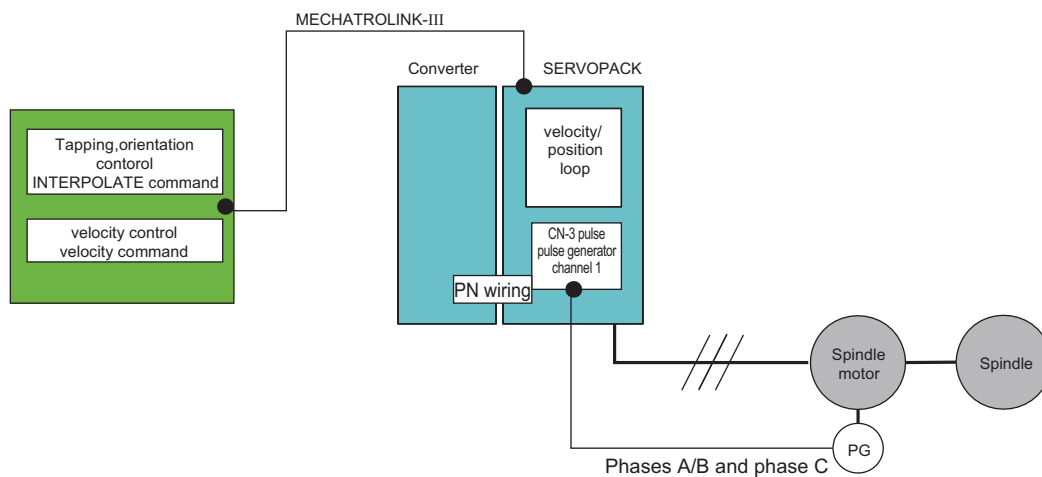 MECHATROLINK-III
Converter
SERVOPACK
Tapping,orientation
contorol
INTERPOLATE command
velocity control
velocity command
velocity/
position
loop
CN-3 pulse
pulse generator
channel 1
PN wiring
Spindle
motor
Spindle
PG
Phases A/B and phase C